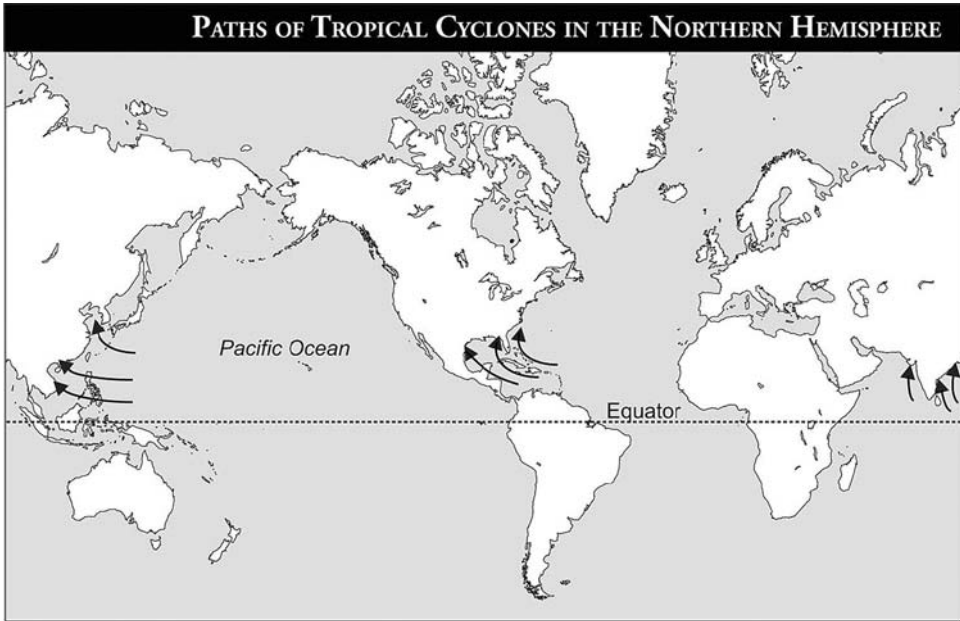 PATHS OF TROPICAL CYCLONES IN THE NORTHERN HEMISPHERE
Pacific Ocean
Equator